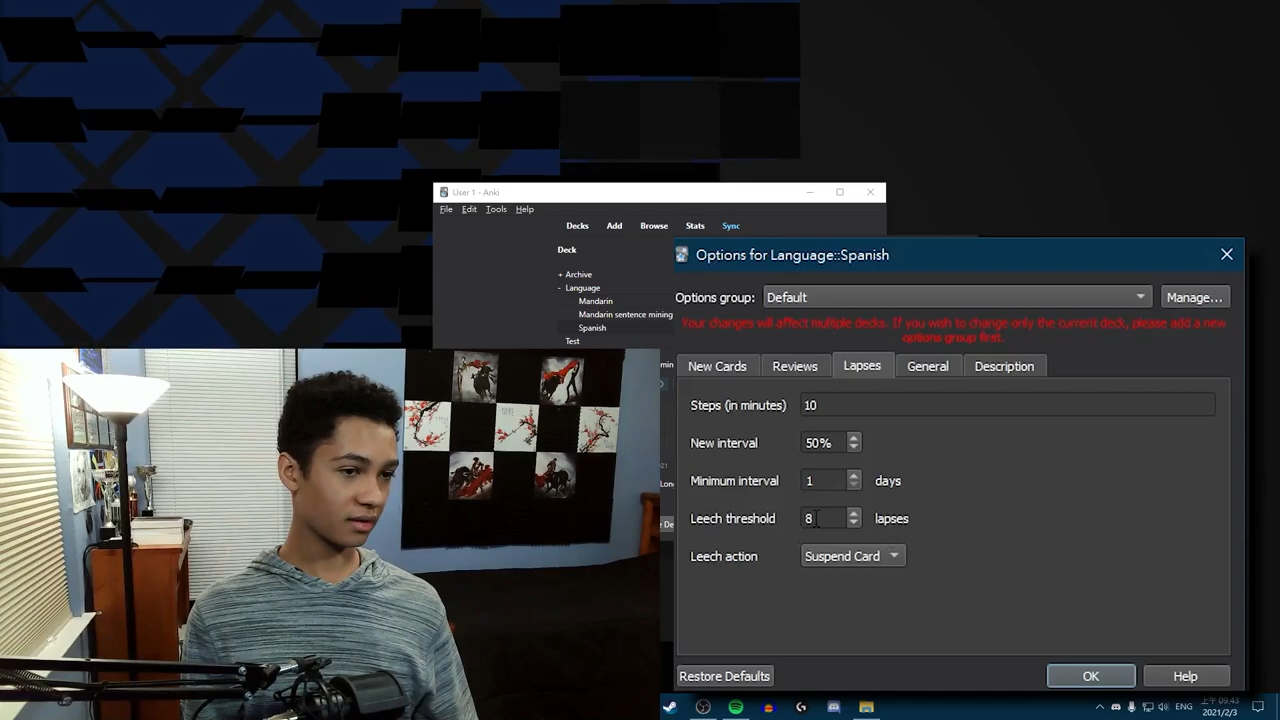 User 1 - Anki
File Edit Tools Help
Decks Add Browse Stats Sync
Deck
+ Archive
- Language
Mandarin
Mandarin sentence mining
Spanish
Test
Options for Language::Spanish
Options group: Default Manage...
Your changes will affect multiple decks. If you wish to change only the current deck, please add a new
options group first.
New Cards Reviews Lapses General Description
Steps (in minutes) 10
New interval 50%
Minimum interval 1 days
Leech threshold 8 lapses
Leech action Suspend Card
Restore Defaults OK Help
ENG 上午 09:43
2021/2/3